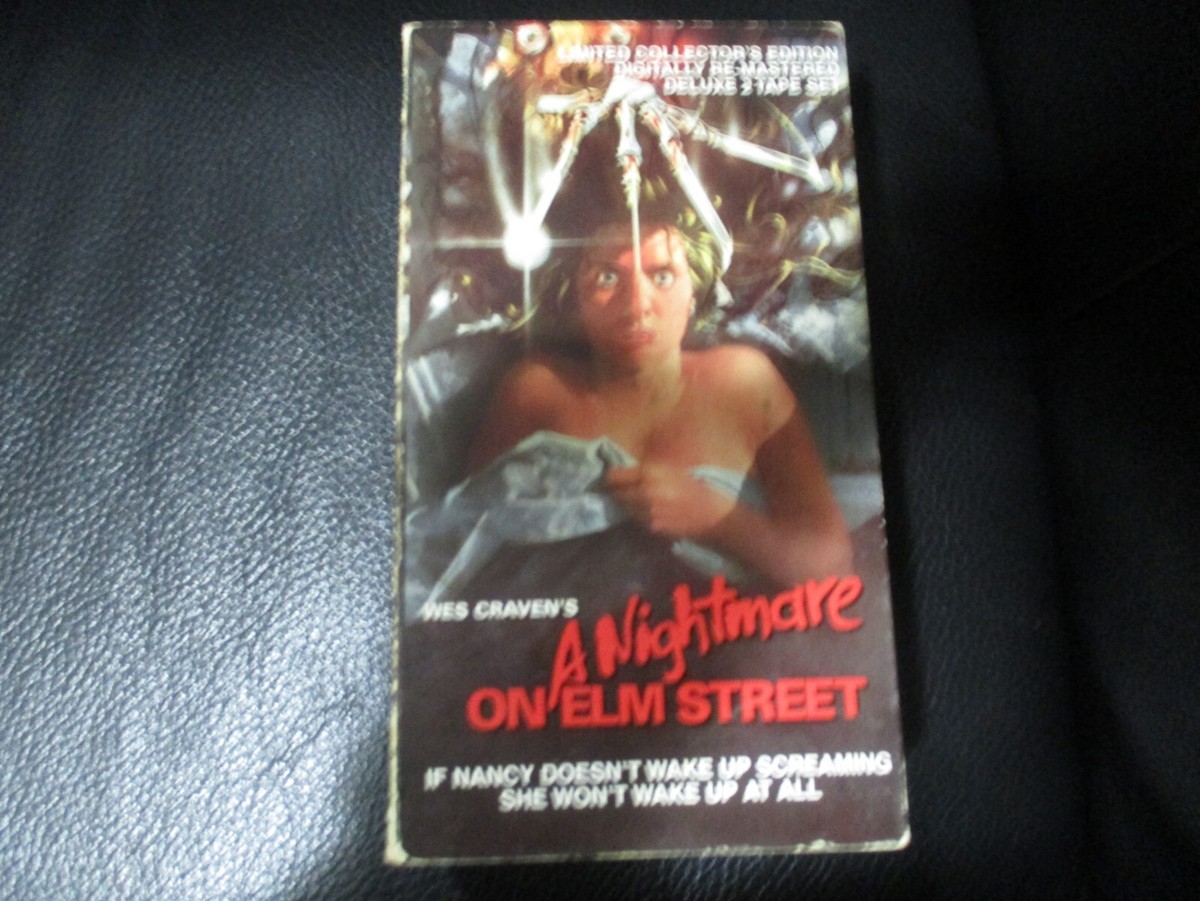 LIMITED COLLECTOR'S EDITION
DIGITALLY RE-MASTERED
DELUXE 2 TAPE SET
WES CRAVEN'S
A Nightmare
ON ELM STREET
IF NANCY DOESN'T WAKE UP SCREAMING
SHE WON'T WAKE UP AT ALL